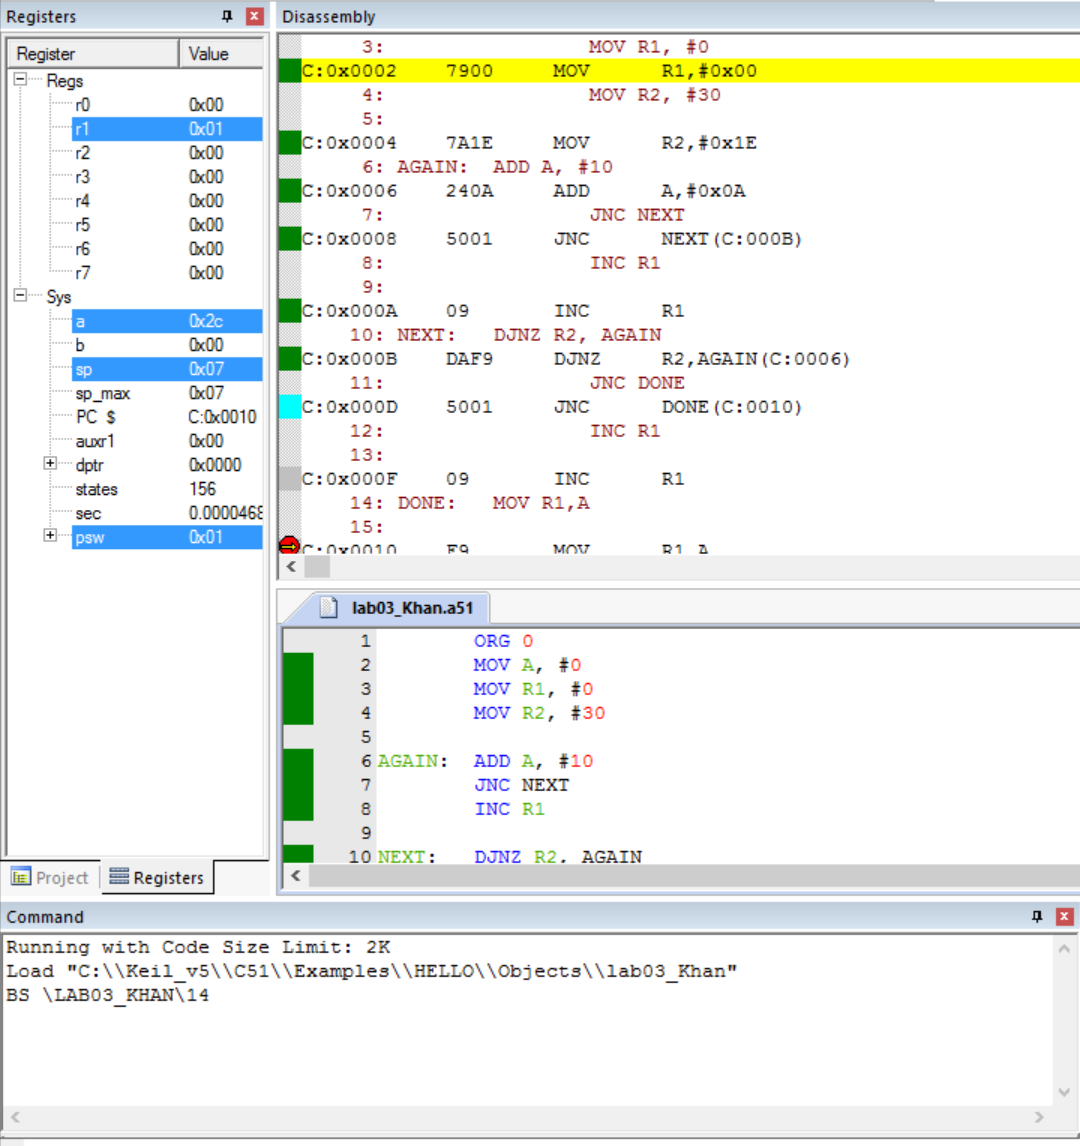 Registers
Register Value
Regs
r0 0x00
r1 0x01
r2 0x00
r3 0x00
r4 0x00
r5 0x00
r6 0x00
r7 0x00
Sys
a 0x2c
b 0x00
sp 0x07
sp_max 0x07
PC $ C:0x0010
auxr1 0x00
dptr 0x0000
states 156
sec 0.0000468
psw 0x01
Project Registers
Disassembly
3: MOV R1, #0
C:0x0002 7900 MOV R1,#0x00
4: MOV R2, #30
5:
C:0x0004 7A1E MOV R2,#0x1E
6: AGAIN: ADD A, #10
C:0x0006 240A ADD A,#0x0A
7: JNC NEXT
C:0x0008 5001 JNC NEXT(C:000B)
8: INC R1
9:
C:0x000A 09 INC R1
10: NEXT: DJNZ R2, AGAIN
C:0x000B DAF9 DJNZ R2,AGAIN(C:0006)
11: JNC DONE
C:0x000D 5001 JNC DONE(C:0010)
12: INC R1
13:
C:0x000F 09 INC R1
14: DONE: MOV R1,A
15:
C:0x0010 F9 MOV R1,A
lab03_Khan.a51
1 ORG 0
2 MOV A, #0
3 MOV R1, #0
4 MOV R2, #30
5
6 AGAIN: ADD A, #10
7 JNC NEXT
8 INC R1
9
10 NEXT: DJNZ R2, AGAIN
Command
Running with Code Size Limit: 2K
Load "C:\\Keil_v5\\C51\\Examples\\HELLO\\Objects\\lab03_Khan"
BS \LAB03_KHAN\14